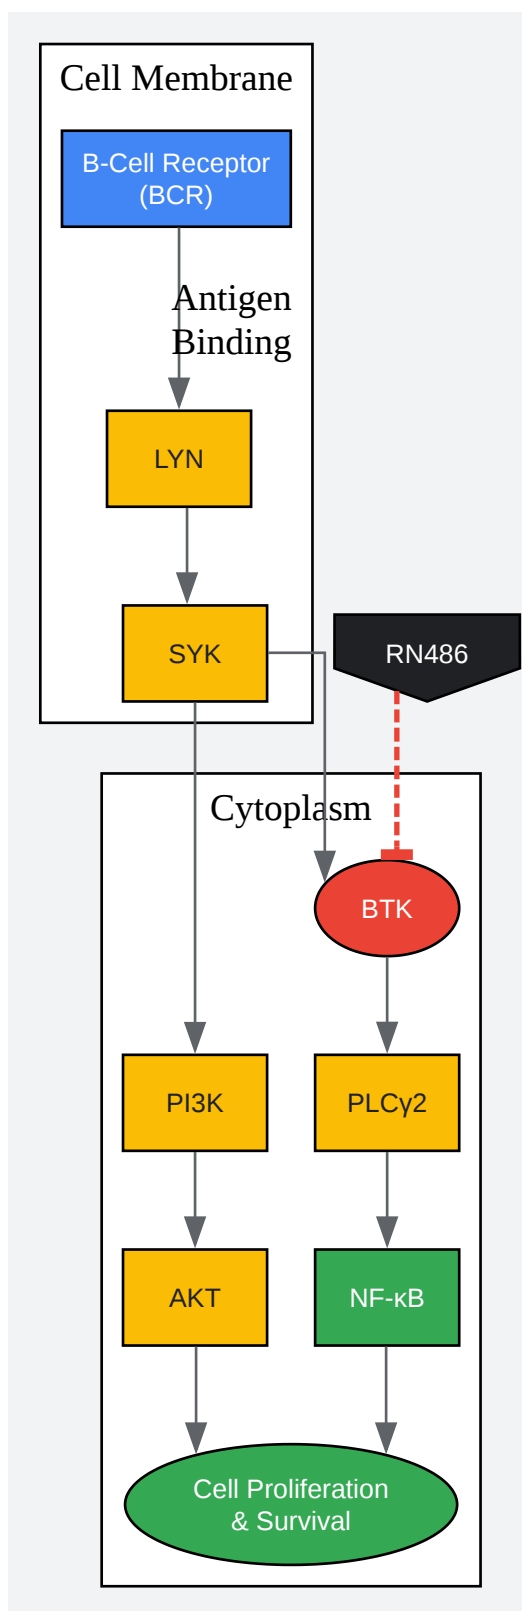 Cell Membrane
B-Cell Receptor
(BCR)
Antigen
Binding
LYN
SYK
RN486
Cytoplasm
BTK
PI3K
PLCγ2
AKT
NF-κB
Cell Proliferation
& Survival